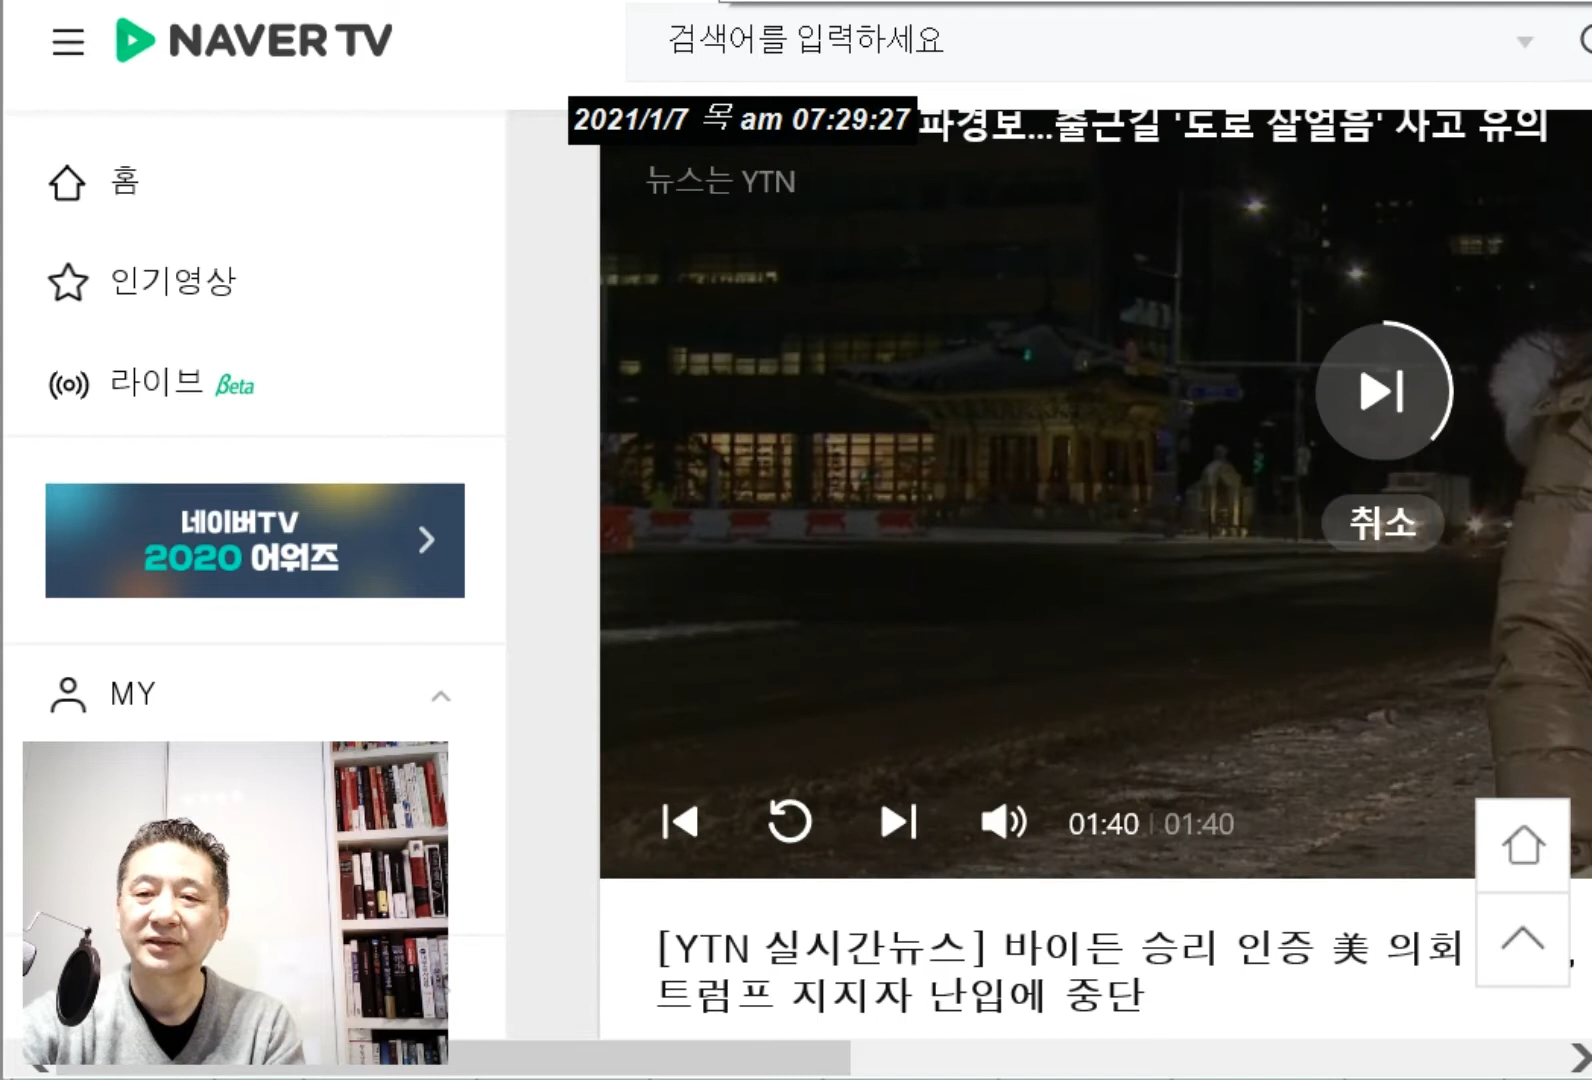 NAVER TV
검색어를 입력하세요
2021/1/7 목 am 07:29:27
파경보...출근길 '도로 살얼음' 사고 유의
뉴스는 YTN
홈
인기영상
라이브 βeta
네이버TV
2020 어워즈
취소
MY
01:40 01:40
[YTN 실시간뉴스] 바이든 승리 인증 美 의회
트럼프 지지자 난입에 중단